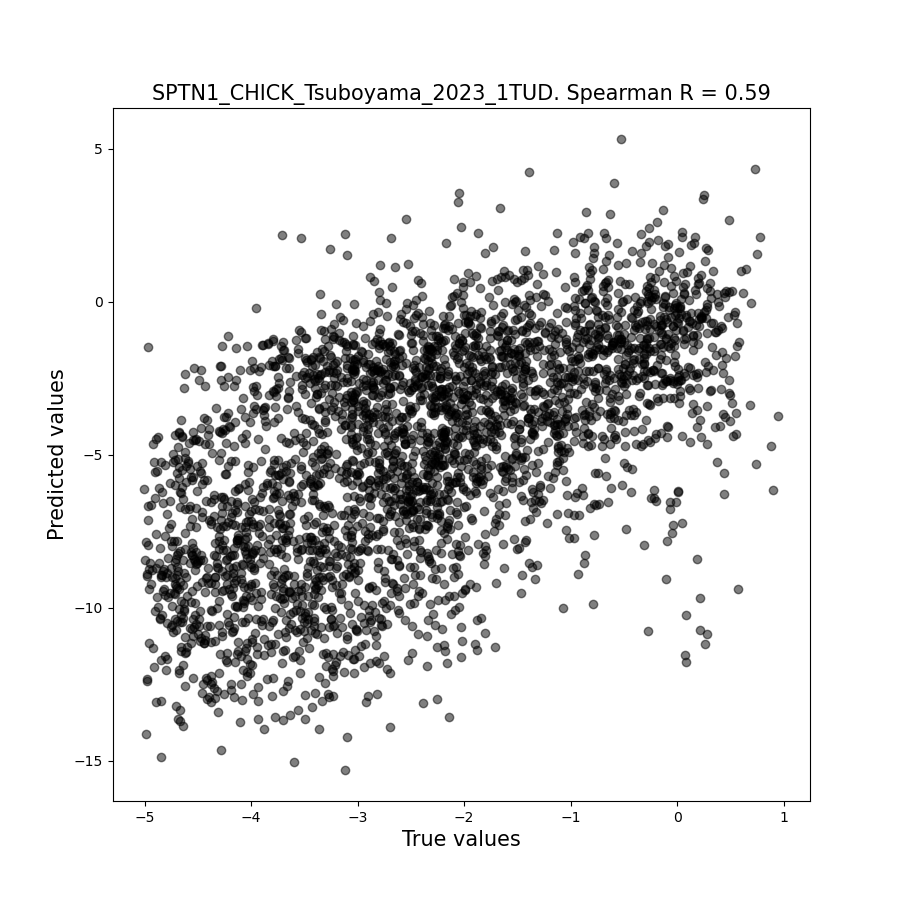 SPTN1_CHICK_Tsuboyama_2023_1TUD. Spearman R = 0.59
5
0
−5
−10
−15
Predicted values
−5 −4 −3 −2 −1 0 1
True values